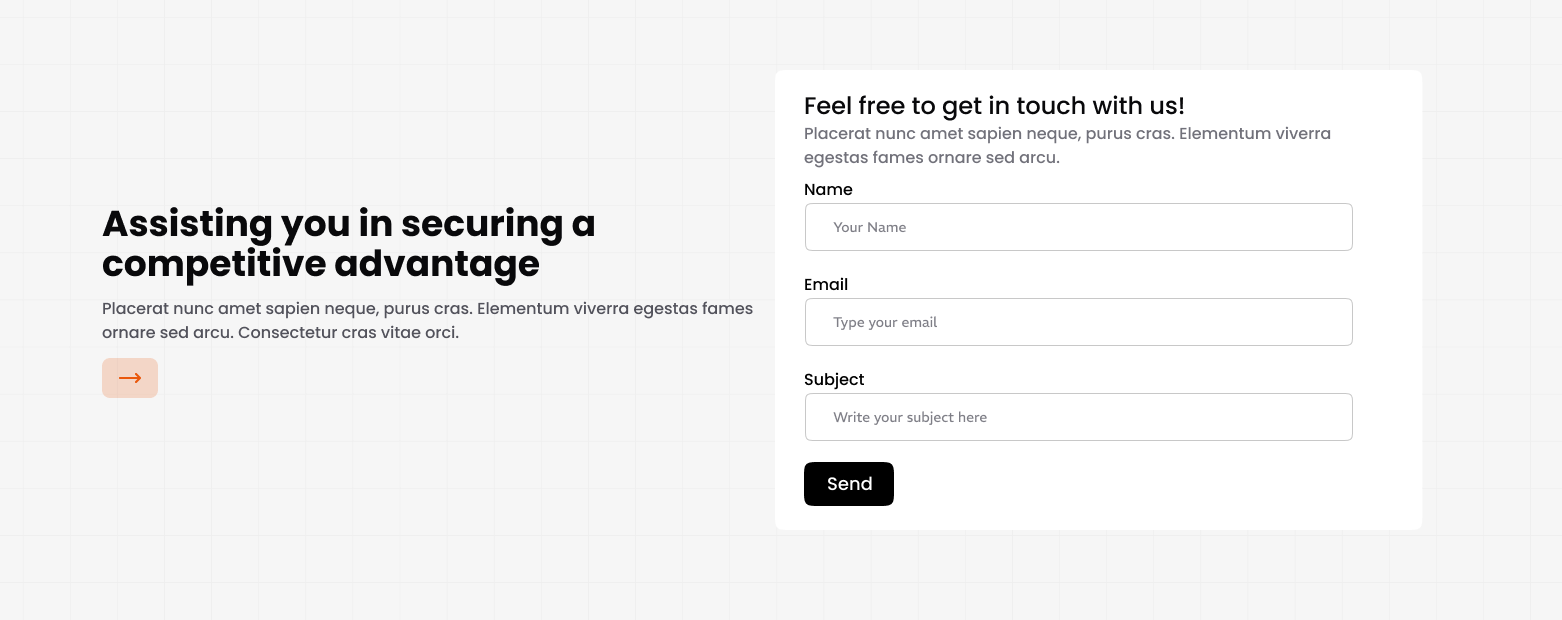 Assisting you in securing a
competitive advantage
Placerat nunc amet sapien neque, purus cras. Elementum viverra egestas fames
ornare sed arcu. Consectetur cras vitae orci.
Feel free to get in touch with us!
Placerat nunc amet sapien neque, purus cras. Elementum viverra
egestas fames ornare sed arcu.
Name
Your Name
Email
Type your email
Subject
Write your subject here
Send